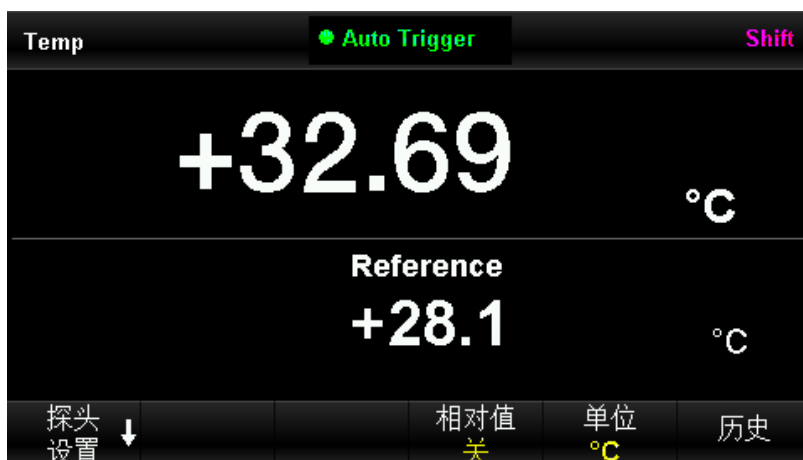 Temp
Auto Trigger
Shift
+32.69
°C
Reference
+28.1
°C
探头
设置
相对值
关
单位
°C
历史